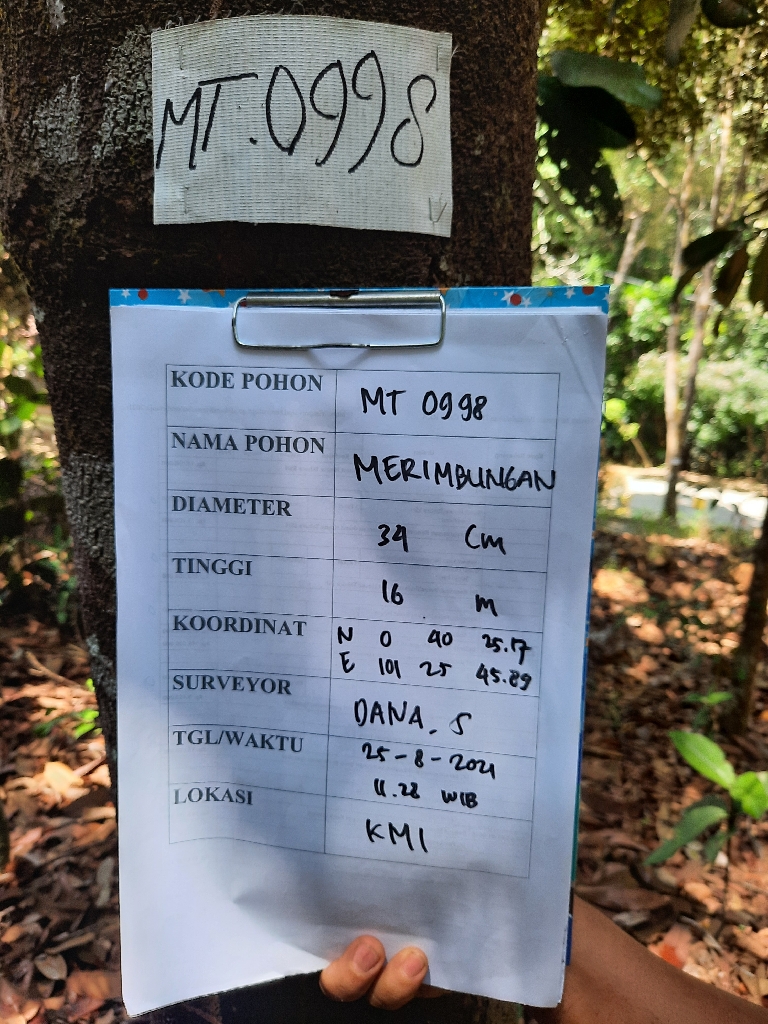 MT.0998
KODE POHON MT 0998
NAMA POHON MERIMBUNGAN
DIAMETER 34 Cm
TINGGI 16 m
KOORDINAT N 0 40 25.17
E 101 25 45.89
SURVEYOR DANA. S
TGL/WAKTU 25-8-2021
11.28 WIB
LOKASI KMI